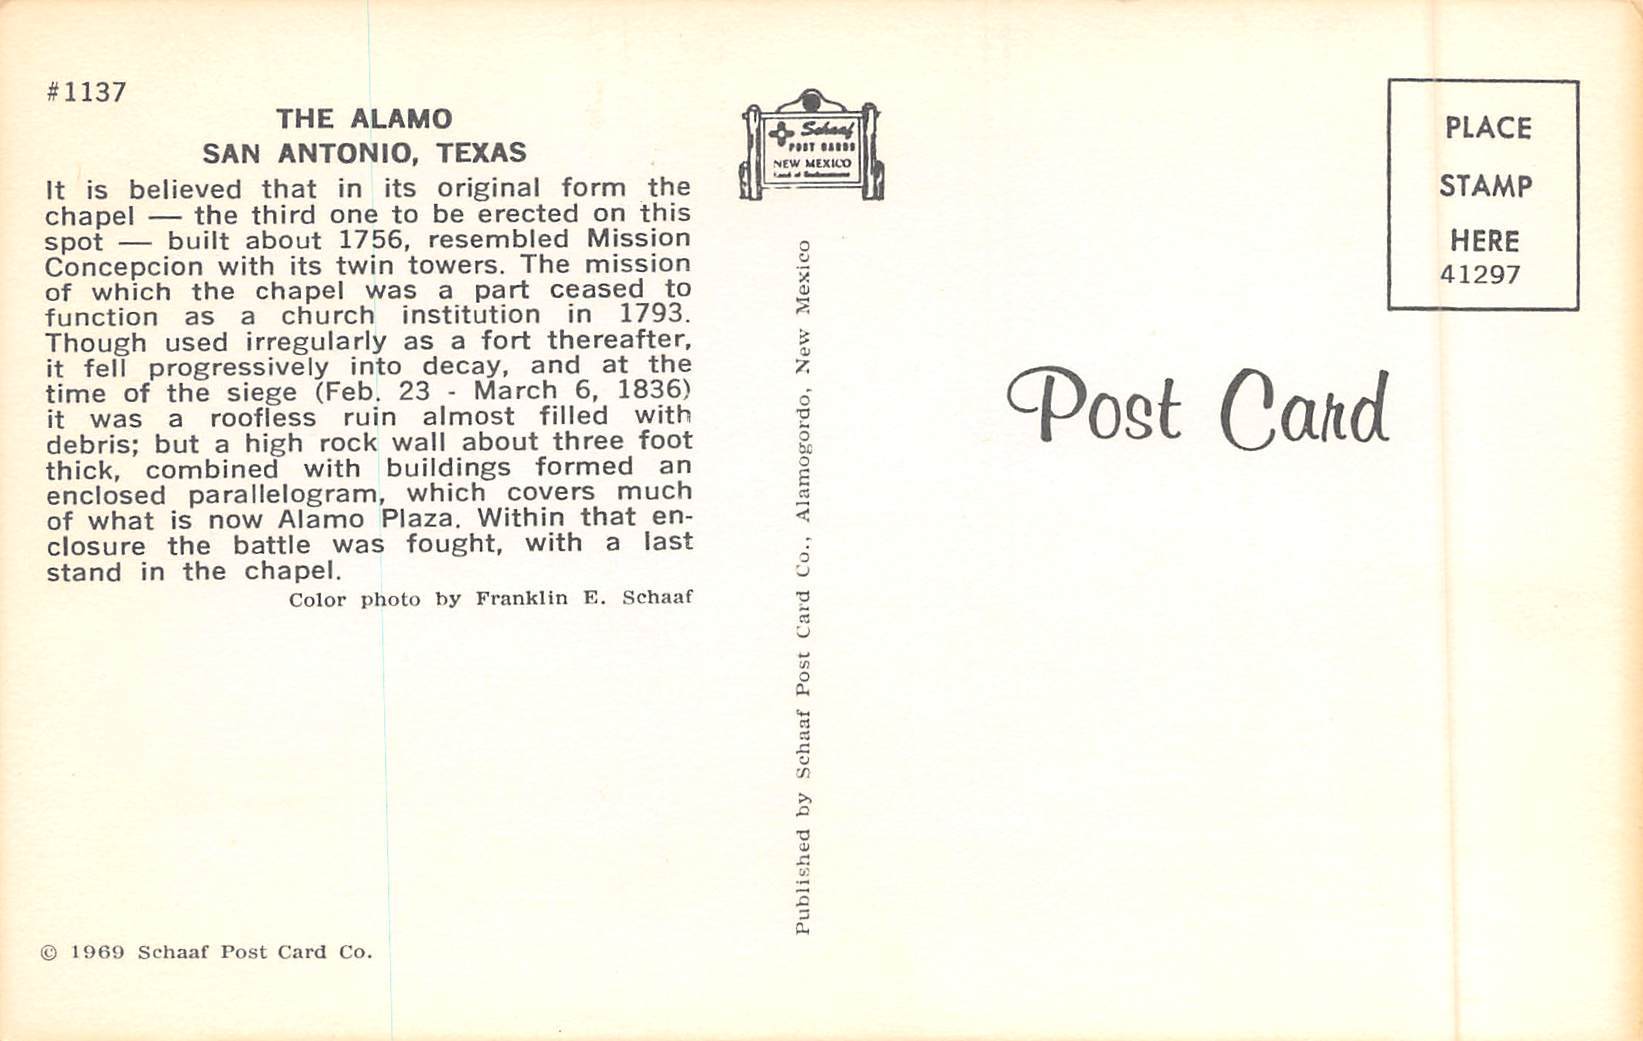 #1137
THE ALAMO
SAN ANTONIO, TEXAS
It is believed that in its original form the
chapel — the third one to be erected on this
spot — built about 1756, resembled Mission
Concepcion with its twin towers. The mission
of which the chapel was a part ceased to
function as a church institution in 1793.
Though used irregularly as a fort thereafter,
it fell progressively into decay, and at the
time of the siege (Feb. 23 - March 6, 1836)
it was a roofless ruin almost filled with
debris; but a high rock wall about three foot
thick, combined with buildings formed an
enclosed parallelogram, which covers much
of what is now Alamo Plaza. Within that en-
closure the battle was fought, with a last
stand in the chapel.
Color photo by Franklin E. Schaaf
© 1969 Schaaf Post Card Co.
Schaaf
POST CARDS
NEW MEXICO
Land of Enchantment
Published by Schaaf Post Card Co., Alamogordo, New Mexico
PLACE
STAMP
HERE
41297
Post Card